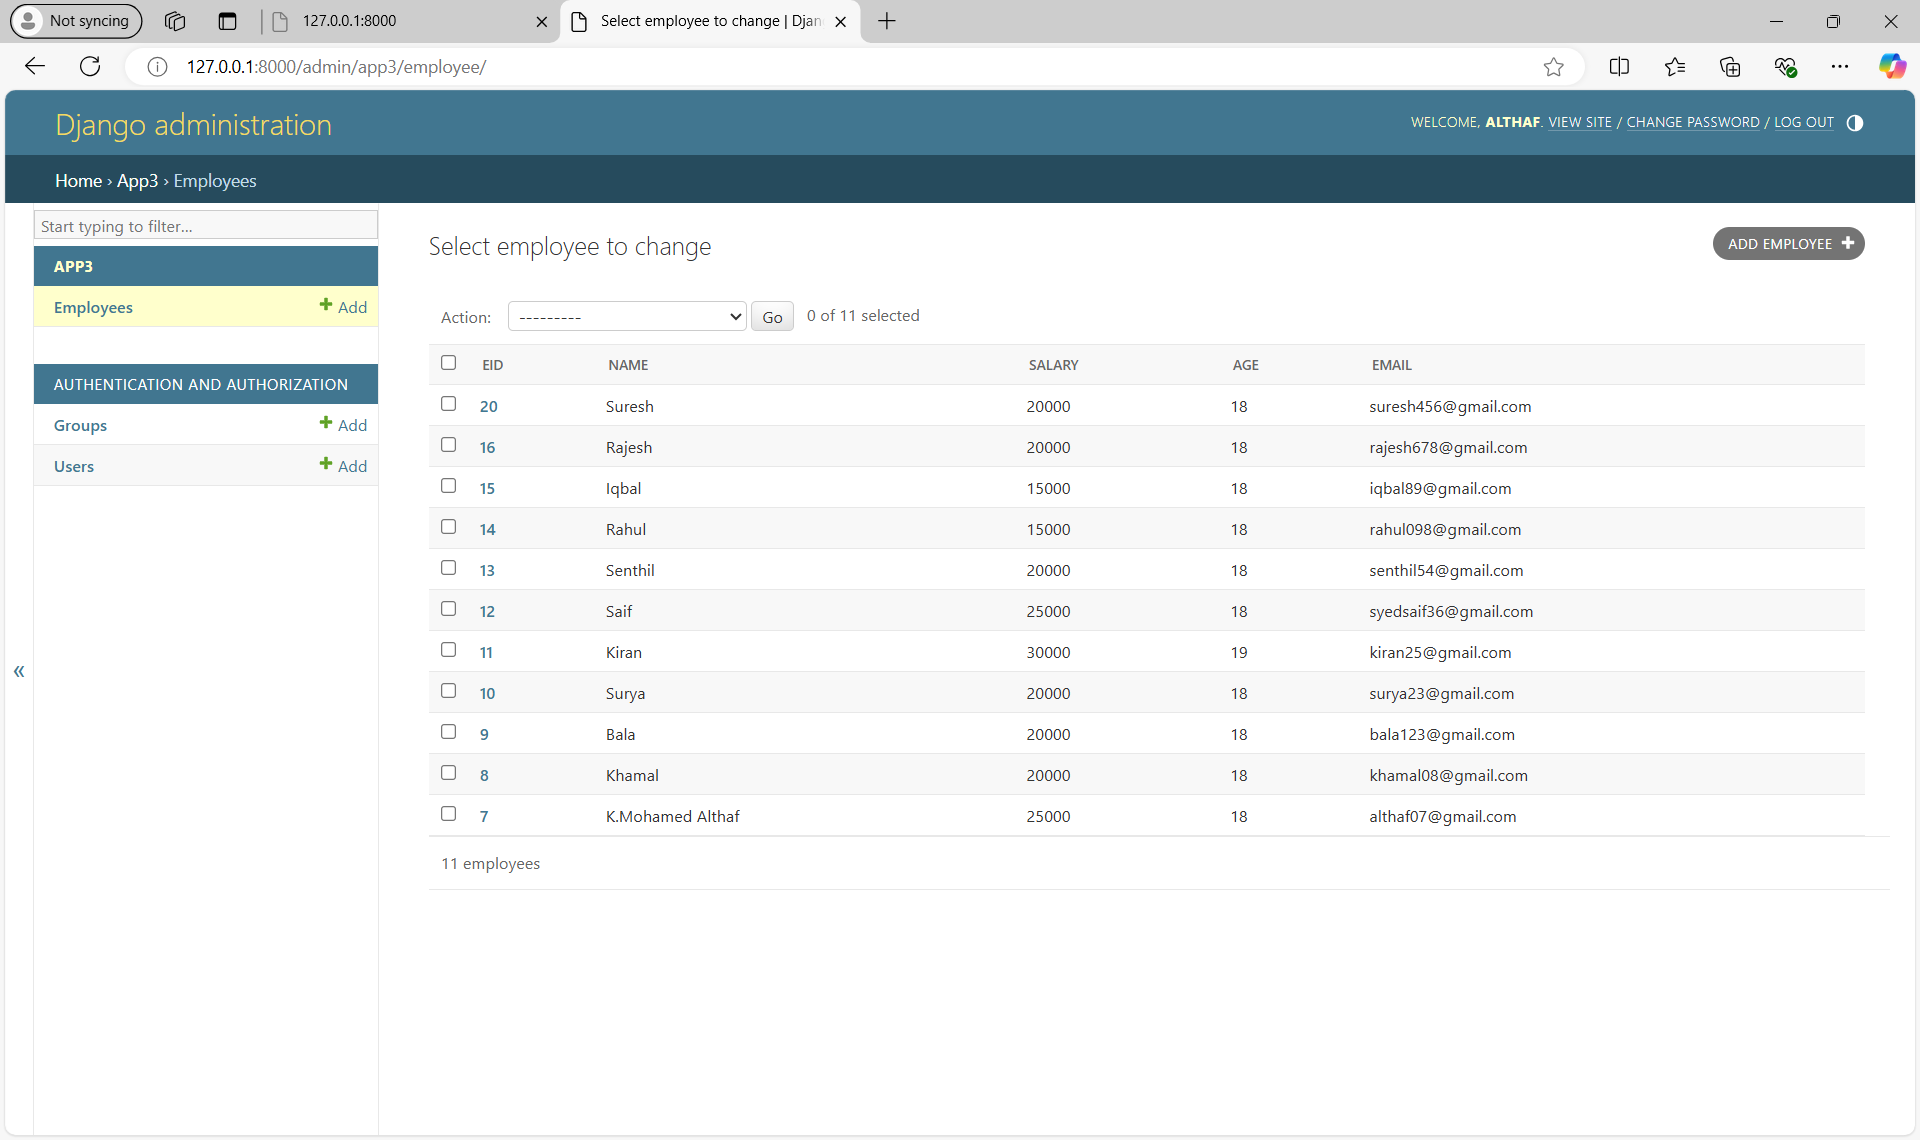 Not syncing
127.0.0.1:8000
Select employee to change | Djan
127.0.0.1:8000/admin/app3/employee/
Django administration
WELCOME, ALTHAF. VIEW SITE / CHANGE PASSWORD / LOG OUT
Home › App3 › Employees
Start typing to filter...
APP3
Employees + Add
AUTHENTICATION AND AUTHORIZATION
Groups + Add
Users + Add
«
Select employee to change
ADD EMPLOYEE +
Action: --------- Go 0 of 11 selected
EID NAME SALARY AGE EMAIL
20 Suresh 20000 18 suresh456@gmail.com
16 Rajesh 20000 18 rajesh678@gmail.com
15 Iqbal 15000 18 iqbal89@gmail.com
14 Rahul 15000 18 rahul098@gmail.com
13 Senthil 20000 18 senthil54@gmail.com
12 Saif 25000 18 syedsaif36@gmail.com
11 Kiran 30000 19 kiran25@gmail.com
10 Surya 20000 18 surya23@gmail.com
9 Bala 20000 18 bala123@gmail.com
8 Khamal 20000 18 khamal08@gmail.com
7 K.Mohamed Althaf 25000 18 althaf07@gmail.com
11 employees